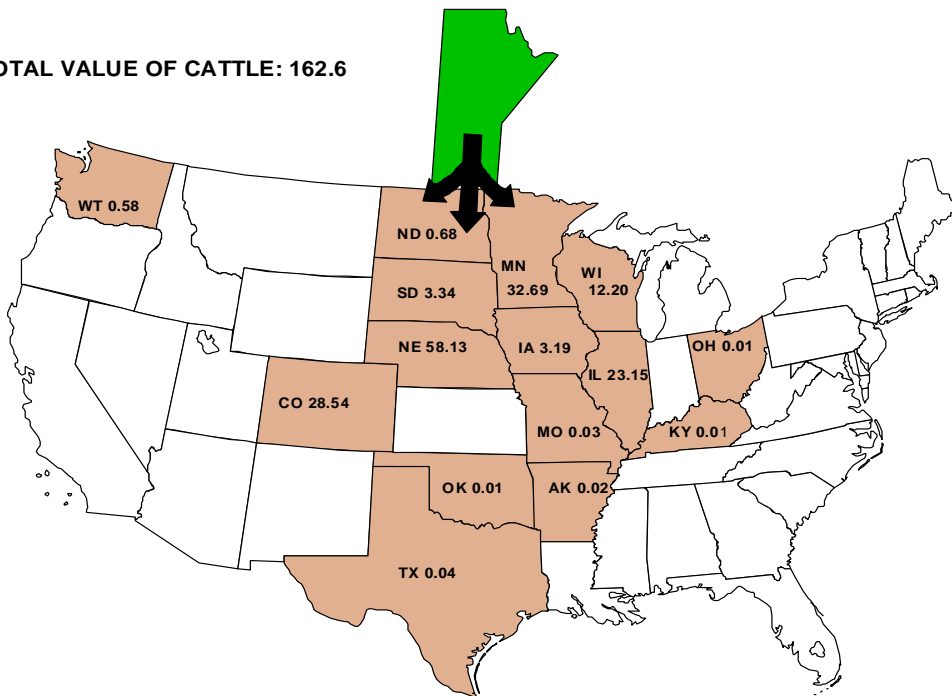 OTAL VALUE OF CATTLE: 162.6
WT 0.58
ND 0.68
MN
32.69
WI
12.20
SD 3.34
NE 58.13
IA 3.19
OH 0.01
IL 23.15
CO 28.54
MO 0.03
KY 0.01
OK 0.01
AK 0.02
TX 0.04